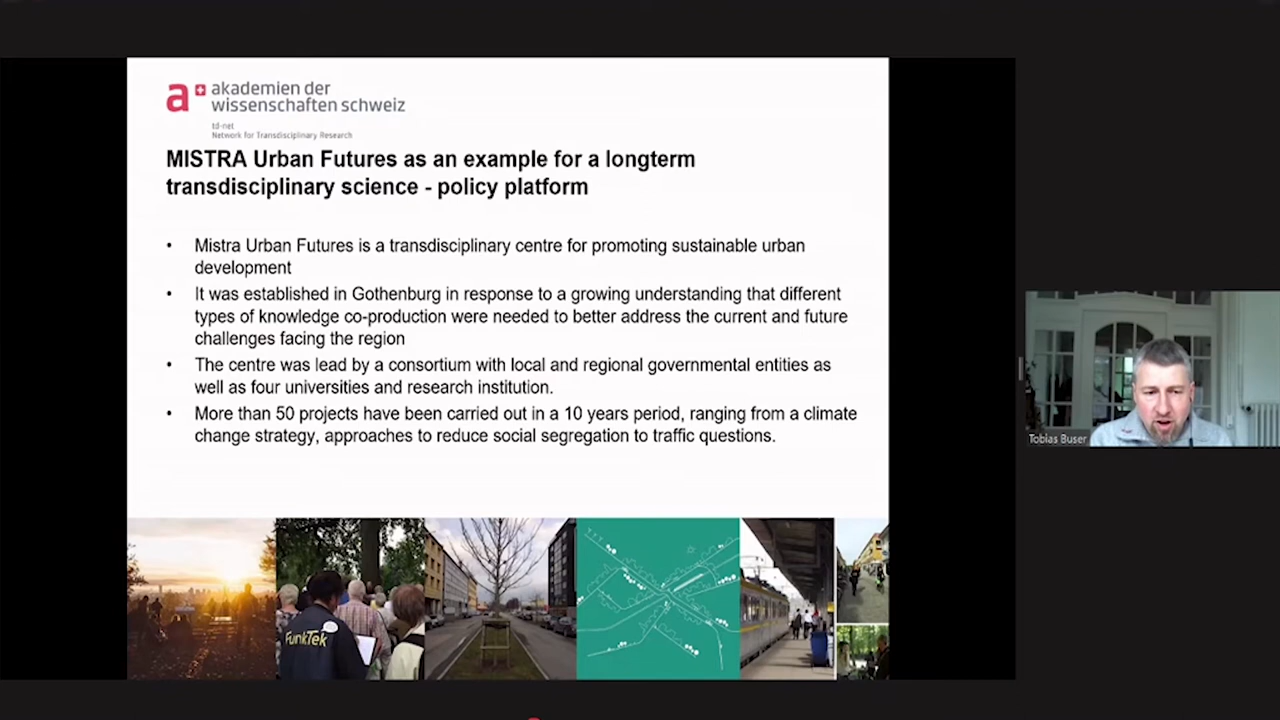 a+ akademien der
wissenschaften schweiz
td-net
Network for Transdisciplinary Research
MISTRA Urban Futures as an example for a longterm
transdisciplinary science - policy platform
• Mistra Urban Futures is a transdisciplinary centre for promoting sustainable urban
development
• It was established in Gothenburg in response to a growing understanding that different
types of knowledge co-production were needed to better address the current and future
challenges facing the region
• The centre was lead by a consortium with local and regional governmental entities as
well as four universities and research institution.
• More than 50 projects have been carried out in a 10 years period, ranging from a climate
change strategy, approaches to reduce social segregation to traffic questions.
FunkTek
???
Tobias Buser